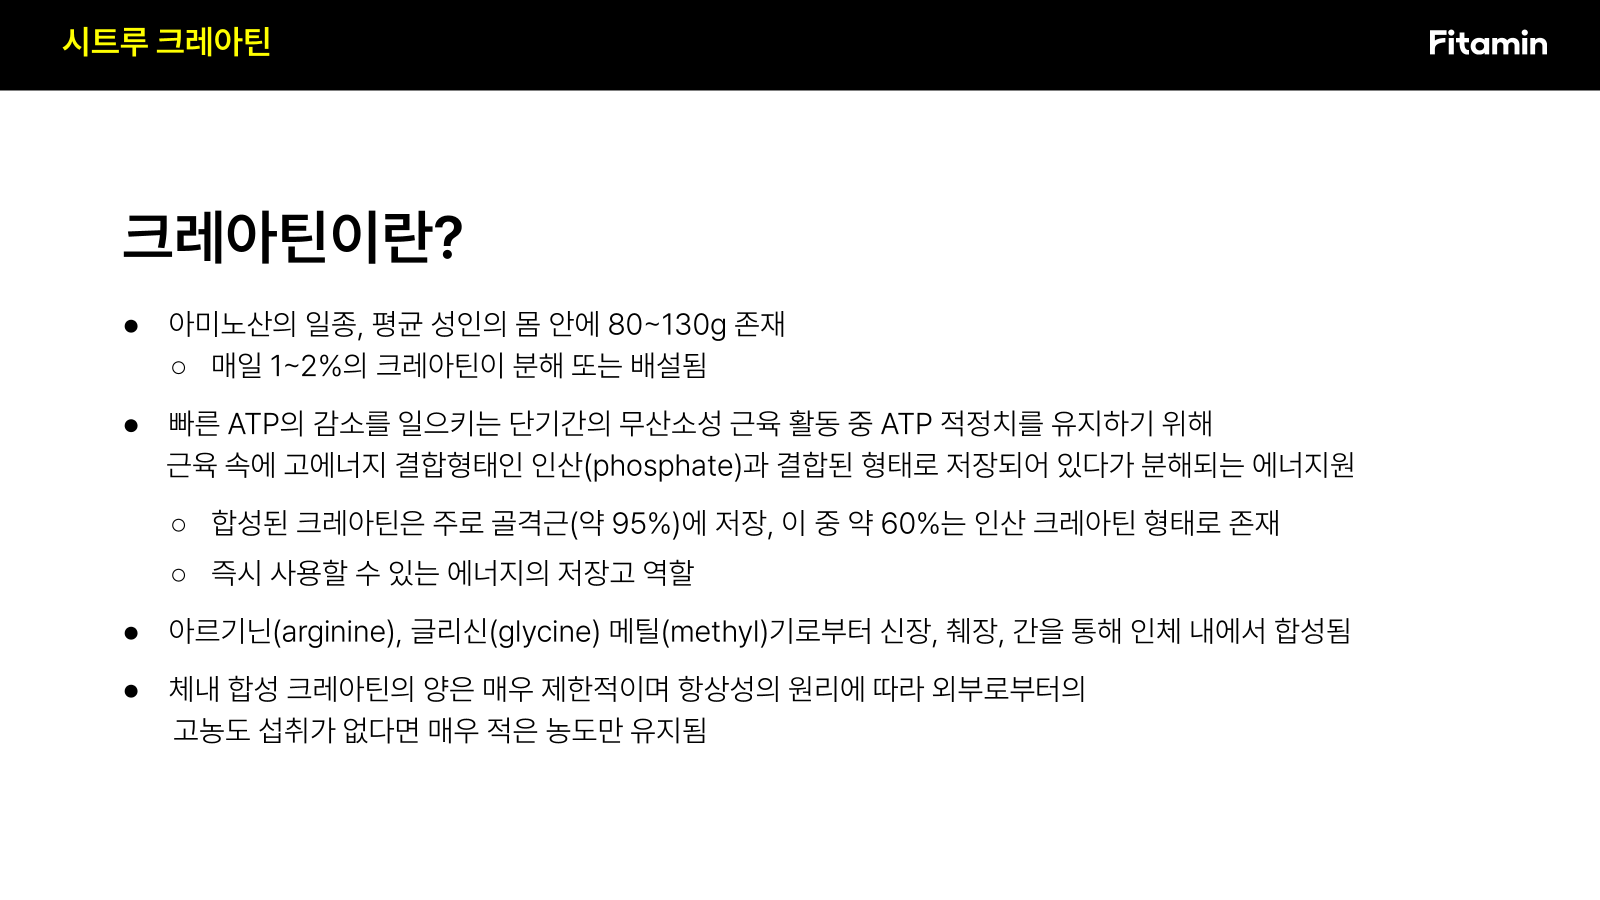 시트루 크레아틴
Fitamin
크레아틴이란?
● 아미노산의 일종, 평균 성인의 몸 안에 80~130g 존재
○ 매일 1~2%의 크레아틴이 분해 또는 배설됨
● 빠른 ATP의 감소를 일으키는 단기간의 무산소성 근육 활동 중 ATP 적정치를 유지하기 위해
근육 속에 고에너지 결합형태인 인산(phosphate)과 결합된 형태로 저장되어 있다가 분해되는 에너지원
○ 합성된 크레아틴은 주로 골격근(약 95%)에 저장, 이 중 약 60%는 인산 크레아틴 형태로 존재
○ 즉시 사용할 수 있는 에너지의 저장고 역할
● 아르기닌(arginine), 글리신(glycine) 메틸(methyl)기로부터 신장, 췌장, 간을 통해 인체 내에서 합성됨
● 체내 합성 크레아틴의 양은 매우 제한적이며 항상성의 원리에 따라 외부로부터의
고농도 섭취가 없다면 매우 적은 농도만 유지됨